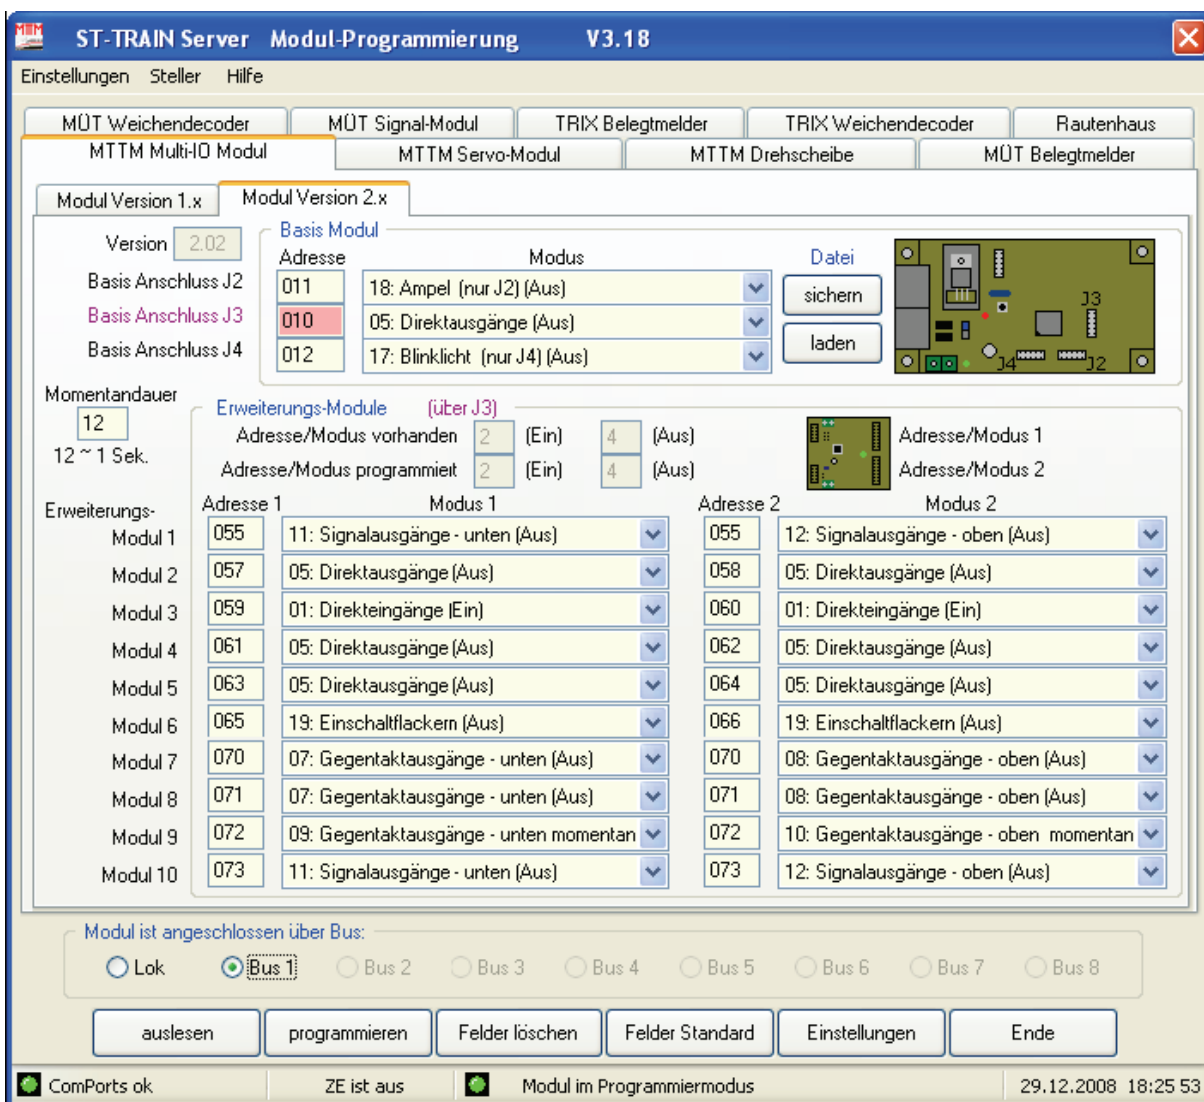 MTTM ST-TRAIN Server Modul-Programmierung V3.18
Einstellungen Steller Hilfe
MÜT Weichendecoder MÜT Signal-Modul TRIX Belegtmelder TRIX Weichendecoder Rautenhaus
MTTM Multi-IO Modul MTTM Servo-Modul MTTM Drehscheibe MÜT Belegtmelder
Modul Version 1.x Modul Version 2.x
Version 2.02
Basis Modul
Adresse Modus Datei
Basis Anschluss J2 011 18: Ampel (nur J2) (Aus) sichern
Basis Anschluss J3 010 05: Direktausgänge (Aus)
Basis Anschluss J4 012 17: Blinklicht (nur J4) (Aus) laden
J3
J4 J2
Momentandauer
12
12 ~ 1 Sek.
Erweiterungs-Module (über J3)
Adresse/Modus vorhanden 2 (Ein) 4 (Aus) Adresse/Modus 1
Adresse/Modus programmiert 2 (Ein) 4 (Aus) Adresse/Modus 2
Erweiterungs- Adresse 1 Modus 1 Adresse 2 Modus 2
Modul 1 055 11: Signalausgänge - unten (Aus) 055 12: Signalausgänge - oben (Aus)
Modul 2 057 05: Direktausgänge (Aus) 058 05: Direktausgänge (Aus)
Modul 3 059 01: Direkteingänge (Ein) 060 01: Direkteingänge (Ein)
Modul 4 061 05: Direktausgänge (Aus) 062 05: Direktausgänge (Aus)
Modul 5 063 05: Direktausgänge (Aus) 064 05: Direktausgänge (Aus)
Modul 6 065 19: Einschaltflackern (Aus) 066 19: Einschaltflackern (Aus)
Modul 7 070 07: Gegentaktausgänge - unten (Aus) 070 08: Gegentaktausgänge - oben (Aus)
Modul 8 071 07: Gegentaktausgänge - unten (Aus) 071 08: Gegentaktausgänge - oben (Aus)
Modul 9 072 09: Gegentaktausgänge - unten momentan 072 10: Gegentaktausgänge - oben momentan
Modul 10 073 11: Signalausgänge - unten (Aus) 073 12: Signalausgänge - oben (Aus)
Modul ist angeschlossen über Bus:
Lok Bus 1 Bus 2 Bus 3 Bus 4 Bus 5 Bus 6 Bus 7 Bus 8
auslesen programmieren Felder löschen Felder Standard Einstellungen Ende
ComPorts ok ZE ist aus Modul im Programmiermodus 29.12.2008 18:25 53